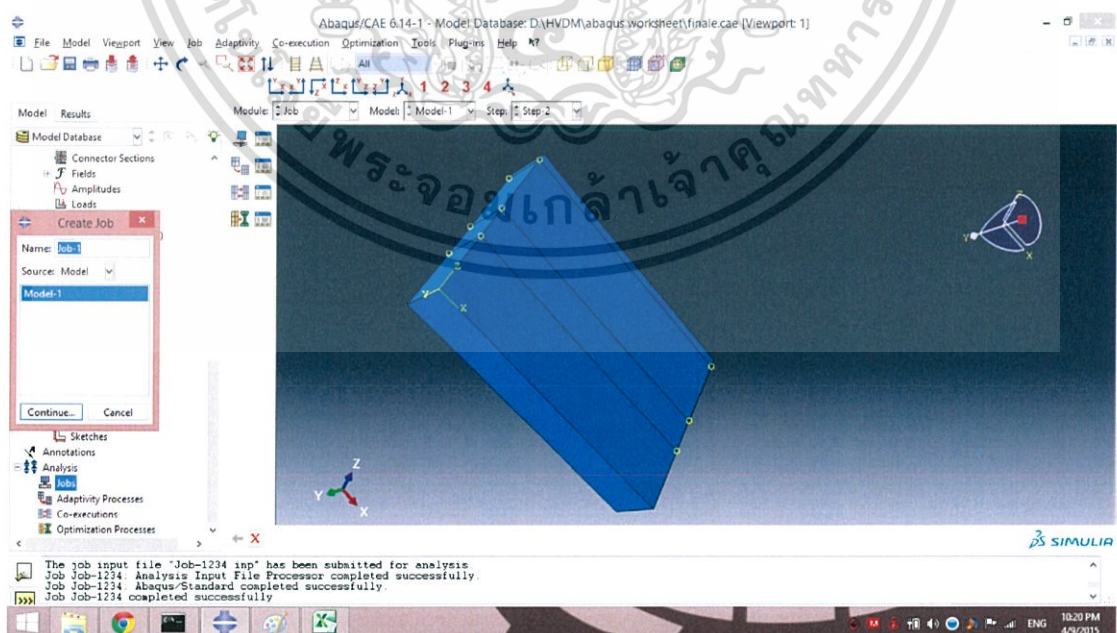 Abaqus/CAE 6.14-1 - Model Database: D:\HVDM\abaqus worksheet\finale.cae [Viewport: 1]
File Model Viewport View Job Adaptivity Co-execution Optimization Tools Plug-ins Help
All
1 2 3 4
Model Results
Module: Job Model: Model-1 Step: Step-2
Model Database
Connector Sections
Fields
Amplitudes
Loads
Create Job
Name: Job-1
Source: Model
Model-1
Continue... Cancel
Sketches
Annotations
Analysis
Jobs
Adaptivity Processes
Co-executions
Optimization Processes
พระจอมเกล้าเจ้าคุณทหาร
Z
Y
X
Z
Y
X
Z
Y
X
SIMULIA
The job input file "Job-1234.inp" has been submitted for analysis
Job Job-1234: Analysis Input File Processor completed successfully.
Job Job-1234: Abaqus/Standard completed successfully.
Job Job-1234 completed successfully
ENG
10:20 PM
4/9/2015